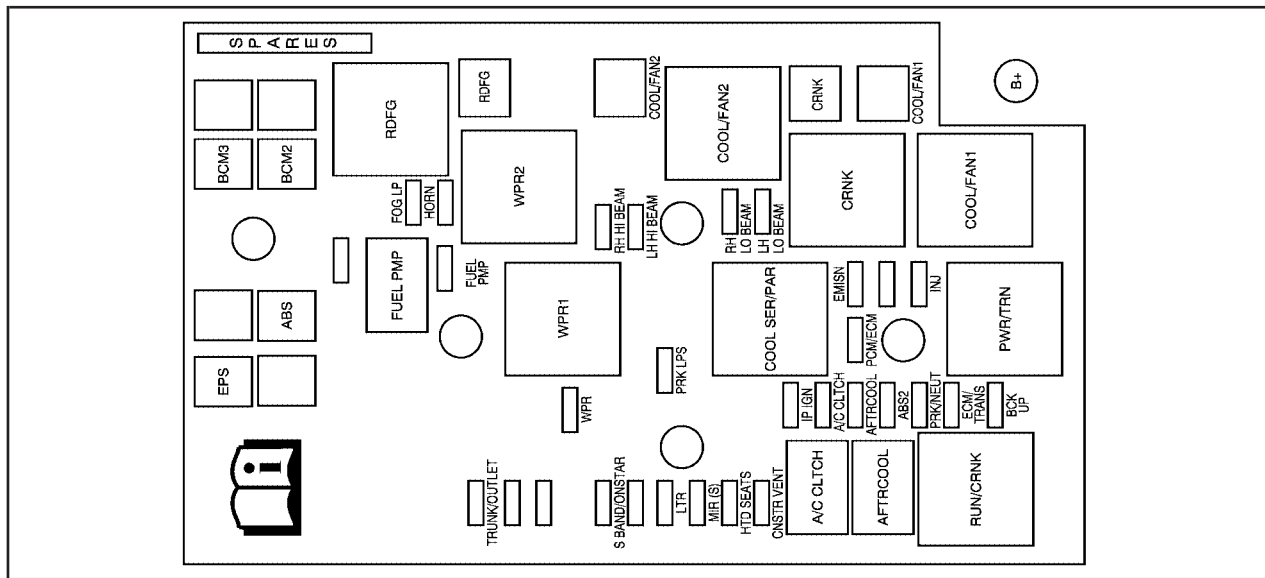 SPARES
B+
RDFG
COOL/FAN2
CRNK
COOL/FAN1
BCM3
BCM2
RDFG
COOL/FAN2
FOG LP
HORN
WPR2
RH HI BEAM
LH HI BEAM
RH
LO BEAM
LH
LO BEAM
CRNK
COOL/FAN1
ABS
FUEL PMP
FUEL
PMP
WPR1
COOL SER/PAR
EMISN
INJ
PCM/ECM
PWR/TRN
EPS
WPR
PRK LPS
IP IGN
A/C CLTCH
AFTRCOOL
ABS2
PRK/NEUT
ECM/
TRANS
BCK
UP
i
TRUNK/OUTLET
S BAND/ONSTAR
LTR
MIR (S)
HTD SEATS
CNSTR VENT
A/C CLTCH
AFTRCOOL
RUN/CRNK